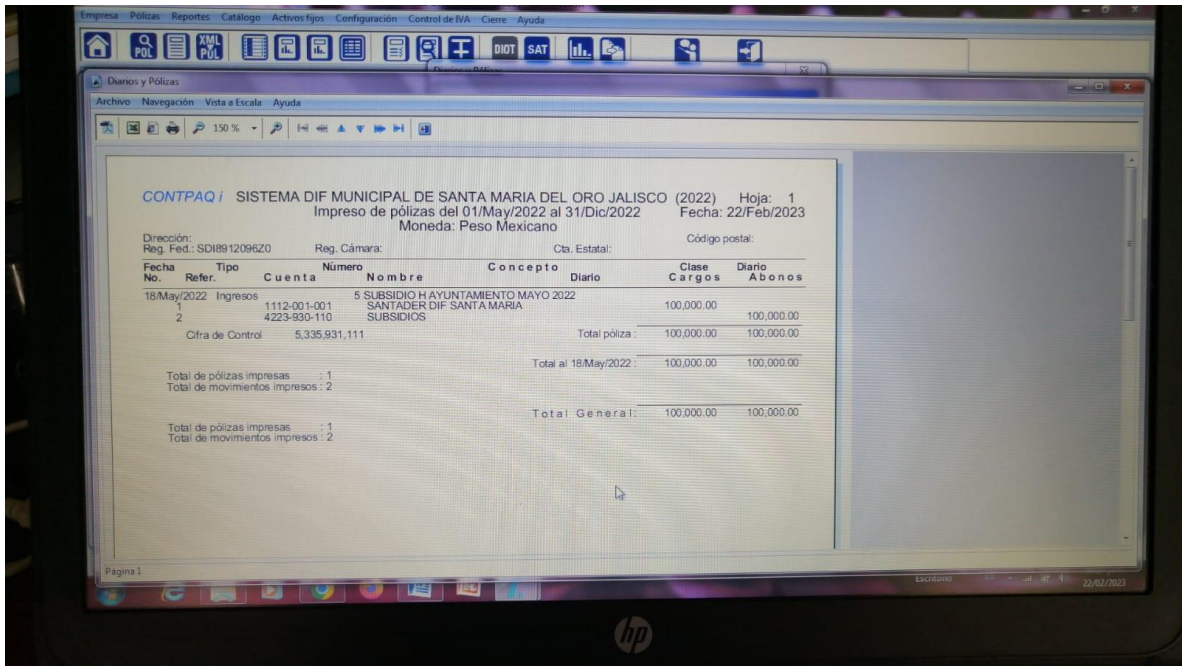 Empresa Pólizas Reportes Catálogo Activos fijos Configuración Control de IVA Cierre Ayuda
POL XML POL DIOT SAT
Diarios y Pólizas
Archivo Navegación Vista a Escala Ayuda
150 %
CONTPAQ i SISTEMA DIF MUNICIPAL DE SANTA MARIA DEL ORO JALISCO (2022) Hoja: 1
Impreso de pólizas del 01/May/2022 al 31/Dic/2022 Fecha: 22/Feb/2023
Moneda: Peso Mexicano
Dirección: Código postal:
Reg. Fed.: SDI8912096Z0 Reg. Cámara: Cta. Estatal:
Fecha Tipo Número Concepto Clase Diario
No. Refer. Cuenta Nombre Diario Cargos Abonos
18/May/2022 Ingresos 5 SUBSIDIO H AYUNTAMIENTO MAYO 2022
1 1112-001-001 SANTADER DIF SANTA MARIA 100,000.00
2 4223-930-110 SUBSIDIOS 100,000.00
Cifra de Control 5,335,931,111 Total póliza : 100,000.00 100,000.00
Total al 18/May/2022 : 100,000.00 100,000.00
Total de pólizas impresas : 1
Total de movimientos impresos : 2
Total General: 100,000.00 100,000.00
Total de pólizas impresas : 1
Total de movimientos impresos : 2
Página 1
Escritorio
22/02/2023
hp